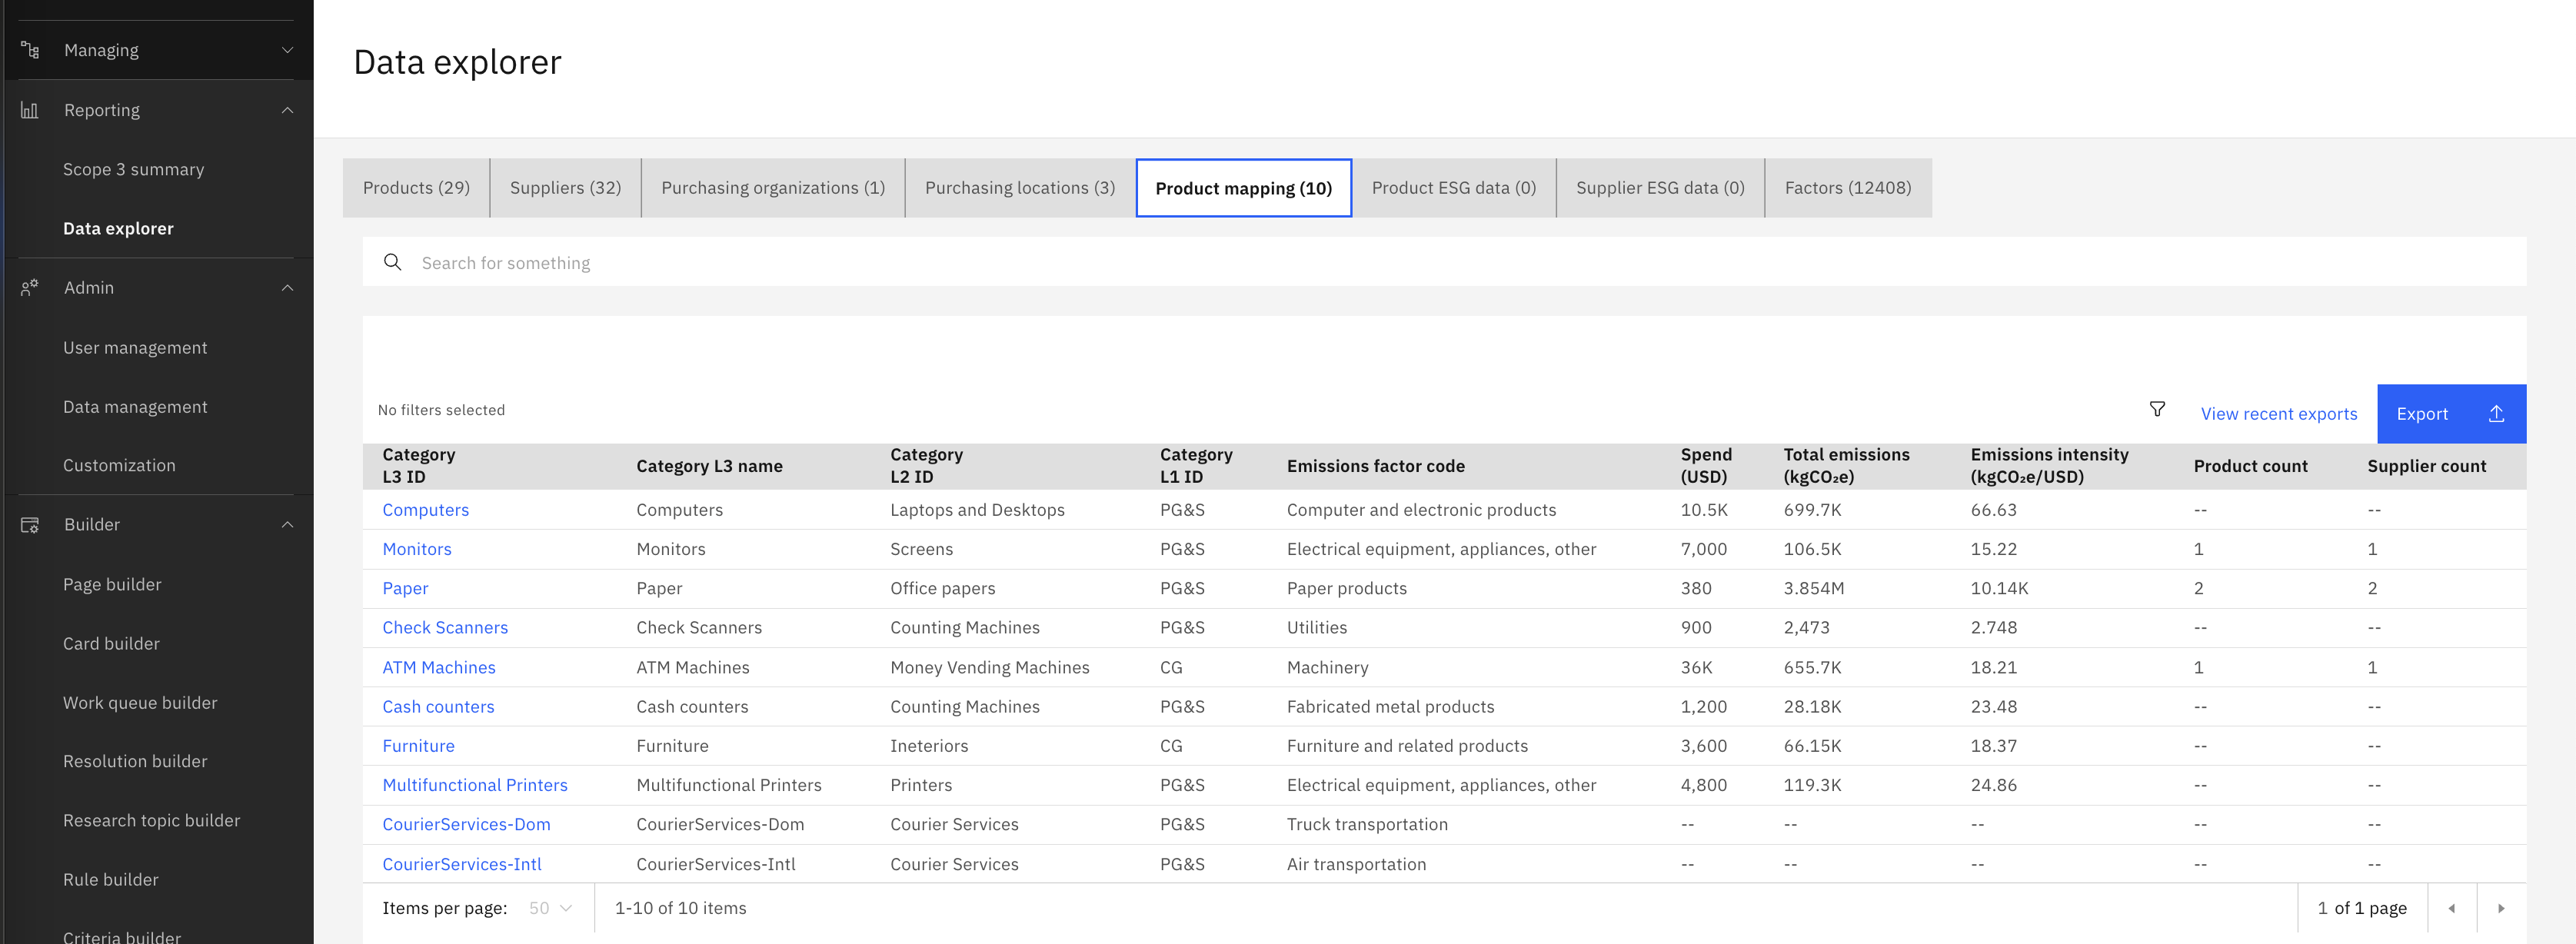 Managing
Reporting
Scope 3 summary
Data explorer
Admin
User management
Data management
Customization
Builder
Page builder
Card builder
Work queue builder
Resolution builder
Research topic builder
Rule builder
Criteria builder
Data explorer
Products (29) Suppliers (32) Purchasing organizations (1) Purchasing locations (3) Product mapping (10) Product ESG data (0) Supplier ESG data (0) Factors (12408)
Search for something
No filters selected View recent exports Export
Category L3 ID Category L3 name Category L2 ID Category L1 ID Emissions factor code Spend (USD) Total emissions (kgCO₂e) Emissions intensity (kgCO₂e/USD) Product count Supplier count
Computers Computers Laptops and Desktops PG&S Computer and electronic products 10.5K 699.7K 66.63 -- --
Monitors Monitors Screens PG&S Electrical equipment, appliances, other 7,000 106.5K 15.22 1 1
Paper Paper Office papers PG&S Paper products 380 3.854M 10.14K 2 2
Check Scanners Check Scanners Counting Machines PG&S Utilities 900 2,473 2.748 -- --
ATM Machines ATM Machines Money Vending Machines CG Machinery 36K 655.7K 18.21 1 1
Cash counters Cash counters Counting Machines PG&S Fabricated metal products 1,200 28.18K 23.48 -- --
Furniture Furniture Ineteriors CG Furniture and related products 3,600 66.15K 18.37 -- --
Multifunctional Printers Multifunctional Printers Printers PG&S Electrical equipment, appliances, other 4,800 119.3K 24.86 -- --
CourierServices-Dom CourierServices-Dom Courier Services PG&S Truck transportation -- -- -- -- --
CourierServices-Intl CourierServices-Intl Courier Services PG&S Air transportation -- -- -- -- --
Items per page: 50 1-10 of 10 items 1 of 1 page